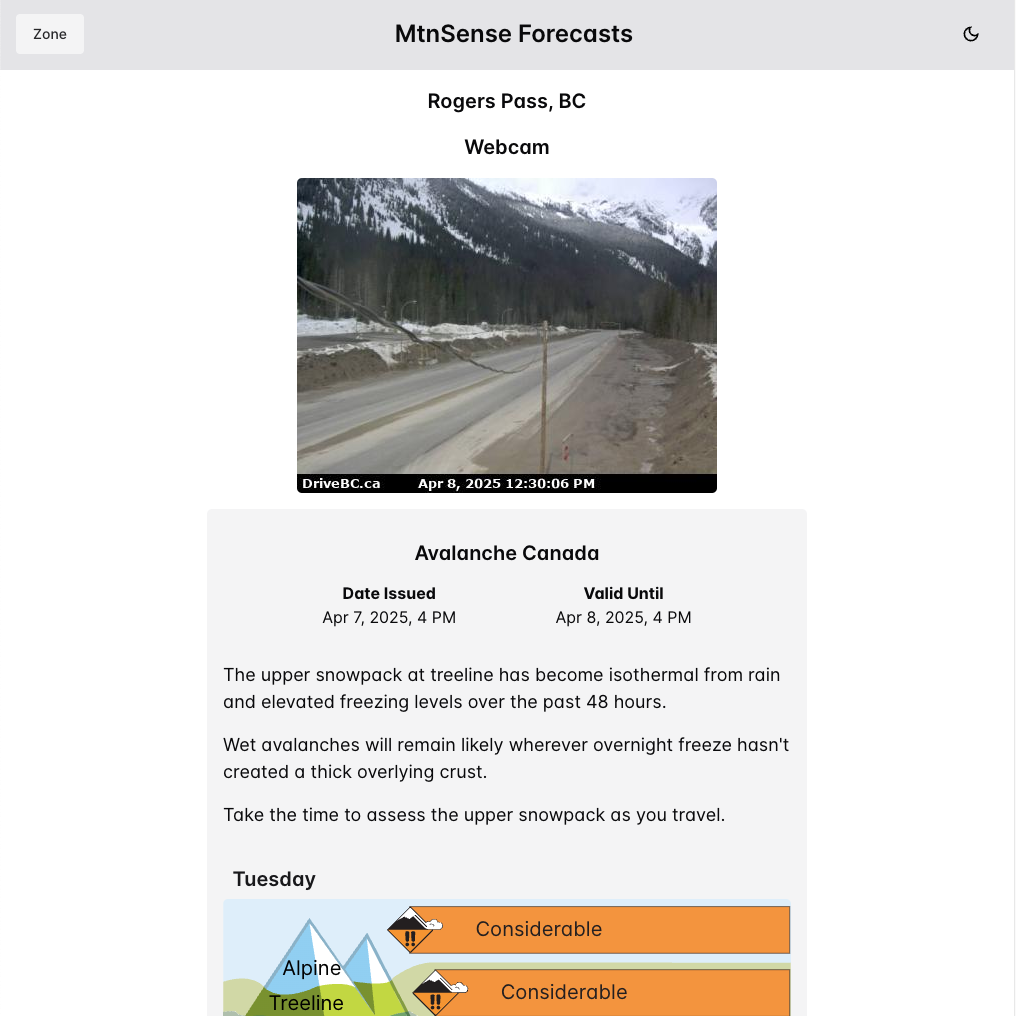 Zone
MtnSense Forecasts
Rogers Pass, BC
Webcam
DriveBC.ca Apr 8, 2025 12:30:06 PM
Avalanche Canada
Date Issued Valid Until
Apr 7, 2025, 4 PM Apr 8, 2025, 4 PM
The upper snowpack at treeline has become isothermal from rain
and elevated freezing levels over the past 48 hours.
Wet avalanches will remain likely wherever overnight freeze hasn't
created a thick overlying crust.
Take the time to assess the upper snowpack as you travel.
Tuesday
!! Considerable
Alpine
!! Considerable
Treeline